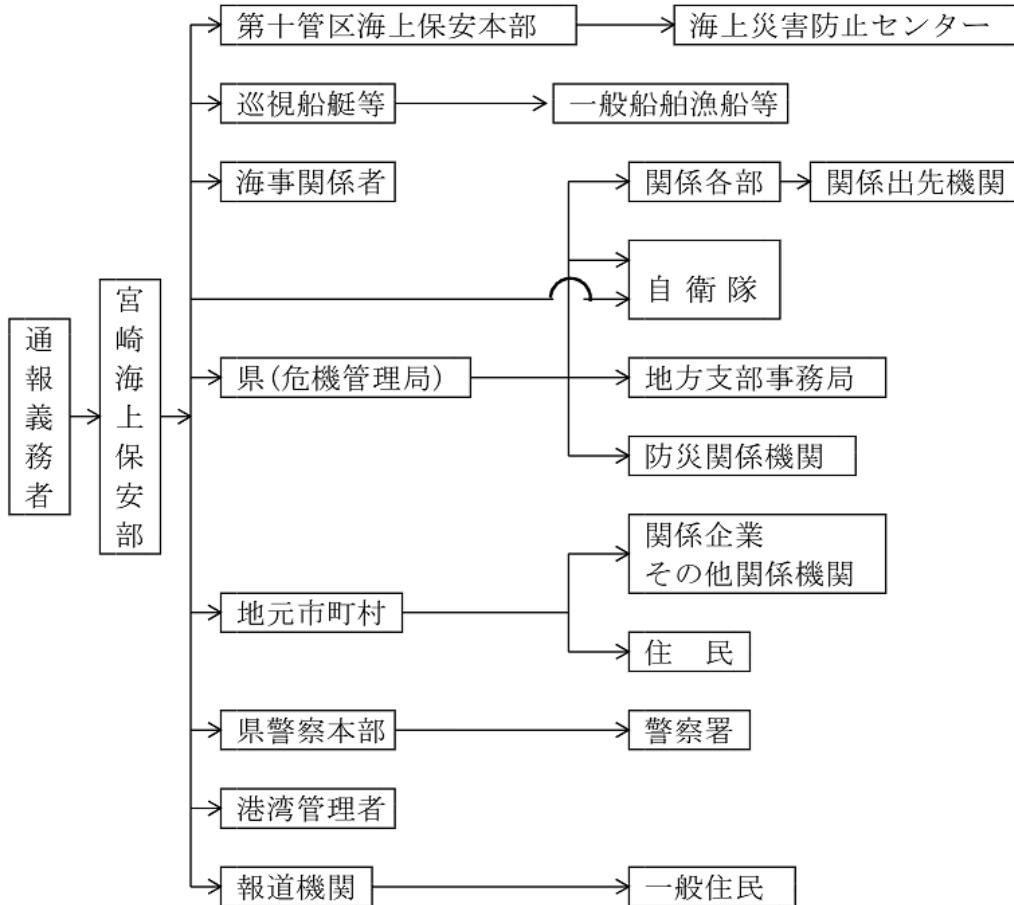 第十管区海上保安本部
海上災害防止センター
巡視船艇等
一般船舶漁船等
海事関係者
関係各部
関係出先機関
自衛隊
通報義務者
宮崎海上保安部
県(危機管理局)
地方支部事務局
防災関係機関
関係企業
その他関係機関
地元市町村
住　民
県警察本部
警察署
港湾管理者
報道機関
一般住民